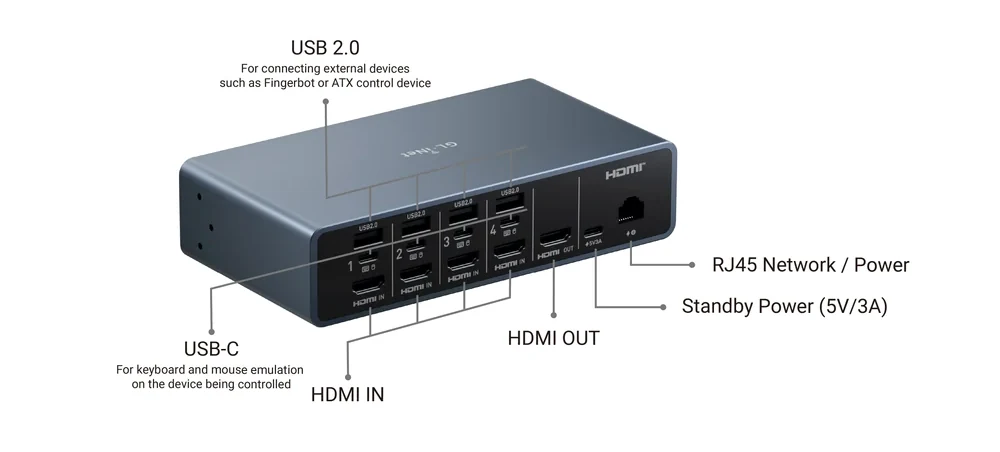 USB 2.0
For connecting external devices
such as Fingerbot or ATX control device
GL.iNet
HDMI
USB2.0
USB2.0
USB2.0
USB2.0
1
2
3
4
HDMI IN
HDMI IN
HDMI IN
HDMI IN
HDMI OUT
5V3A
RJ45 Network / Power
Standby Power (5V/3A)
HDMI OUT
USB-C
For keyboard and mouse emulation
on the device being controlled
HDMI IN